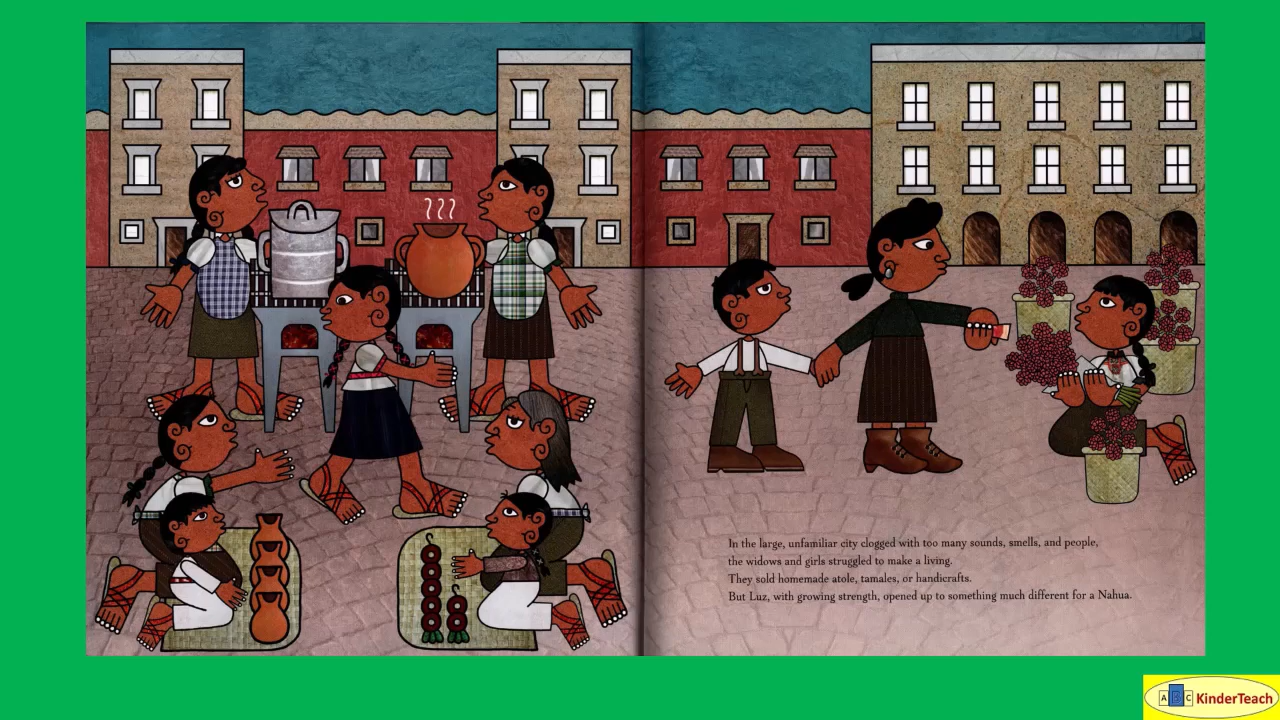 In the large, unfamiliar city clogged with too many sounds, smells, and people,
the widows and girls struggled to make a living.
They sold homemade atole, tamales, or handicrafts.
But Luz, with growing strength, opened up to something much different for a Nahua.
ABC KinderTeach